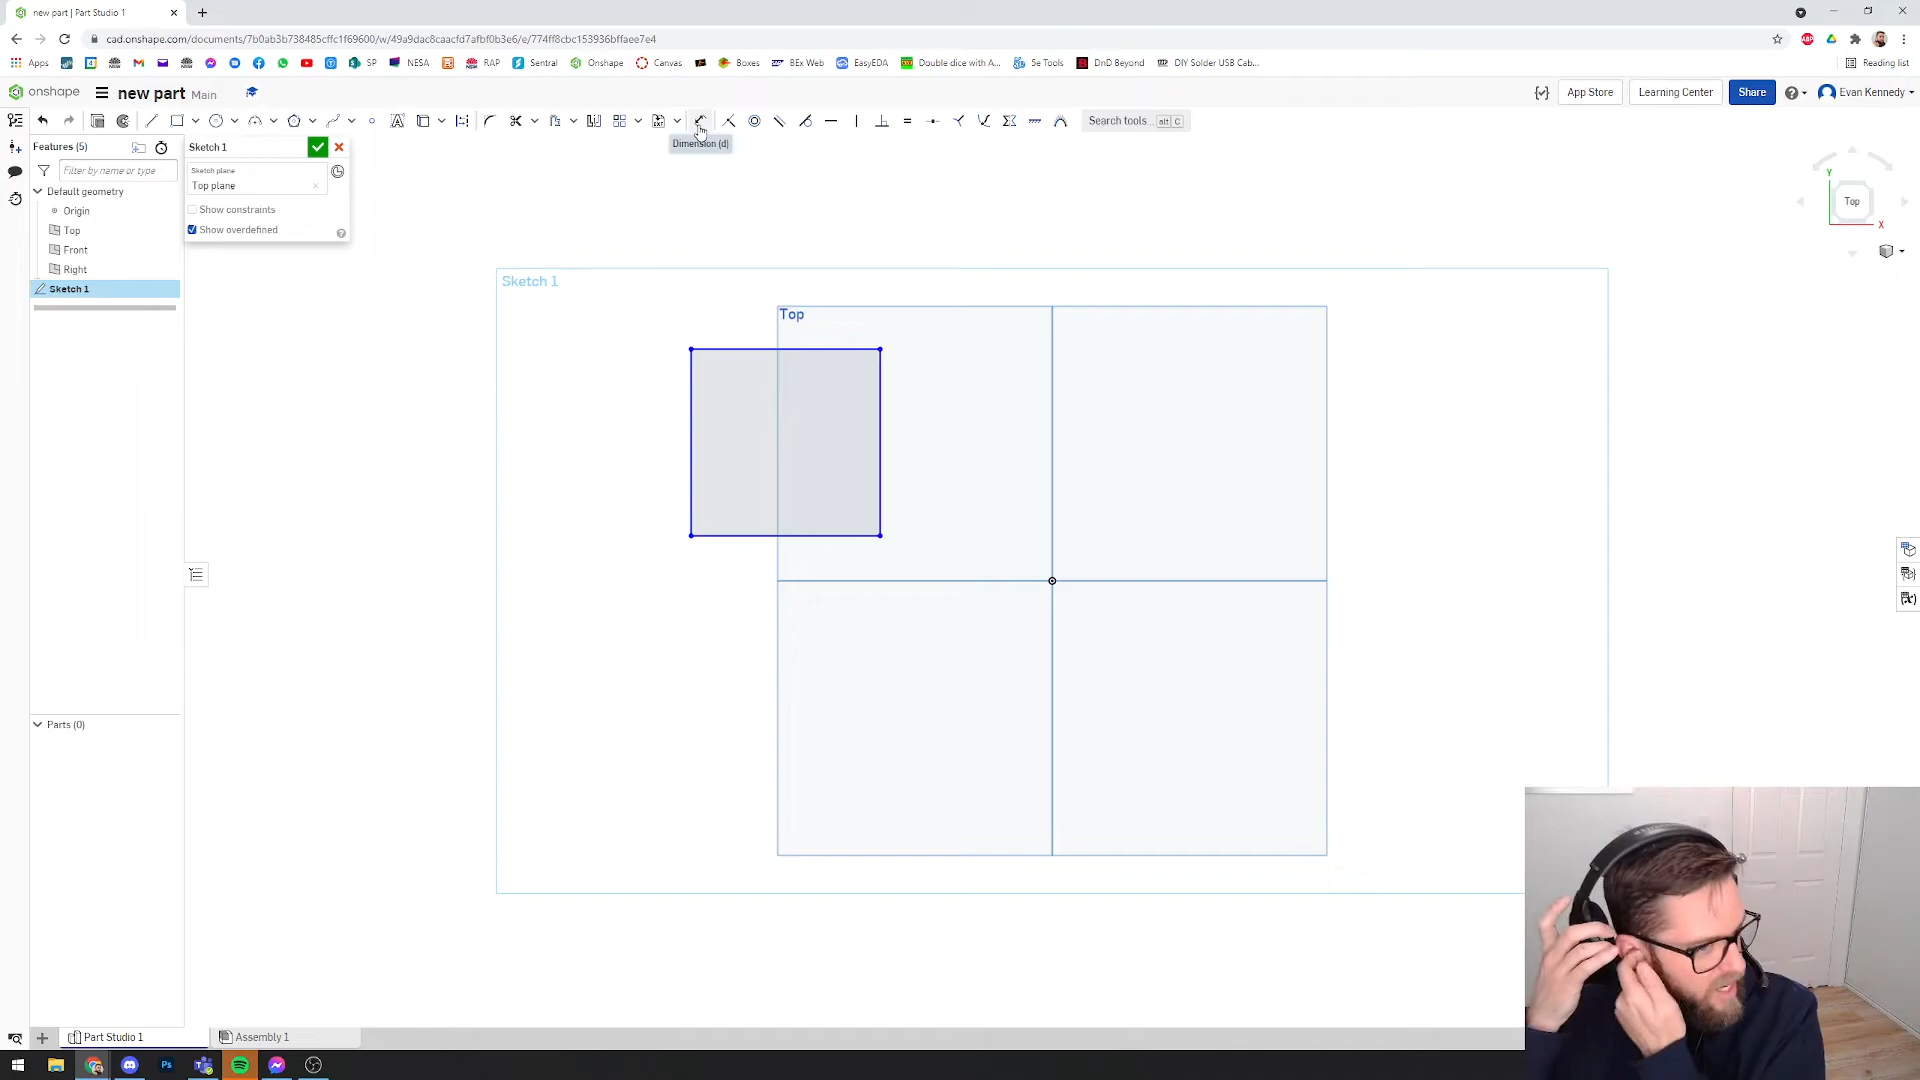 new part | Part Studio 1
cad.onshape.com/documents/7b0ab3b738485cffc1f69600/w/49a9dac8caacfd7afbf0b3e6/e/774ff8cbc153936bffaee7e4
Apps SP NESA RAP Sentral Onshape Canvas Boxes BEx Web EasyEDA Double dice with A... 5e Tools DnD Beyond DIY Solder USB Cab... Reading list
onshape new part Main App Store Learning Center Share Evan Kennedy
Search tools... alt C
Dimension (d)
Features (5)
Filter by name or type
Default geometry
Origin
Top
Front
Right
Sketch 1
Sketch 1
Sketch plane
Top plane
Show constraints
Show overdefined
Sketch 1
Top
Y
Top
X
Parts (0)
Part Studio 1 Assembly 1